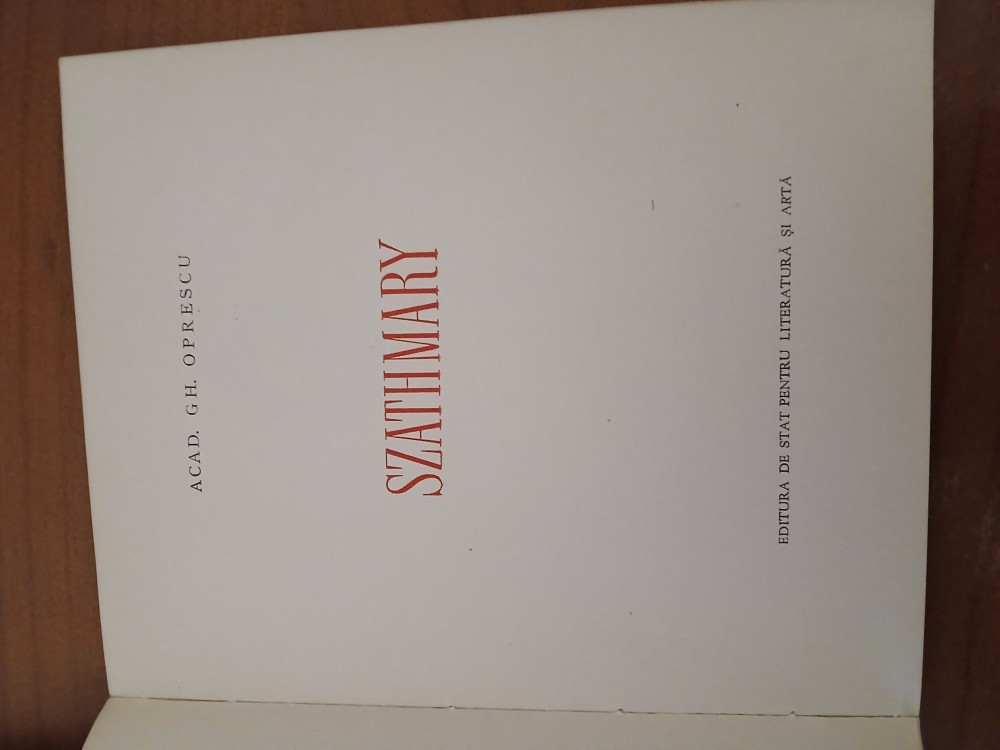 ACAD. GH. OPRESCU
SZATHMARY
EDITURA DE STAT PENTRU LITERATURĂ ȘI ARTĂ